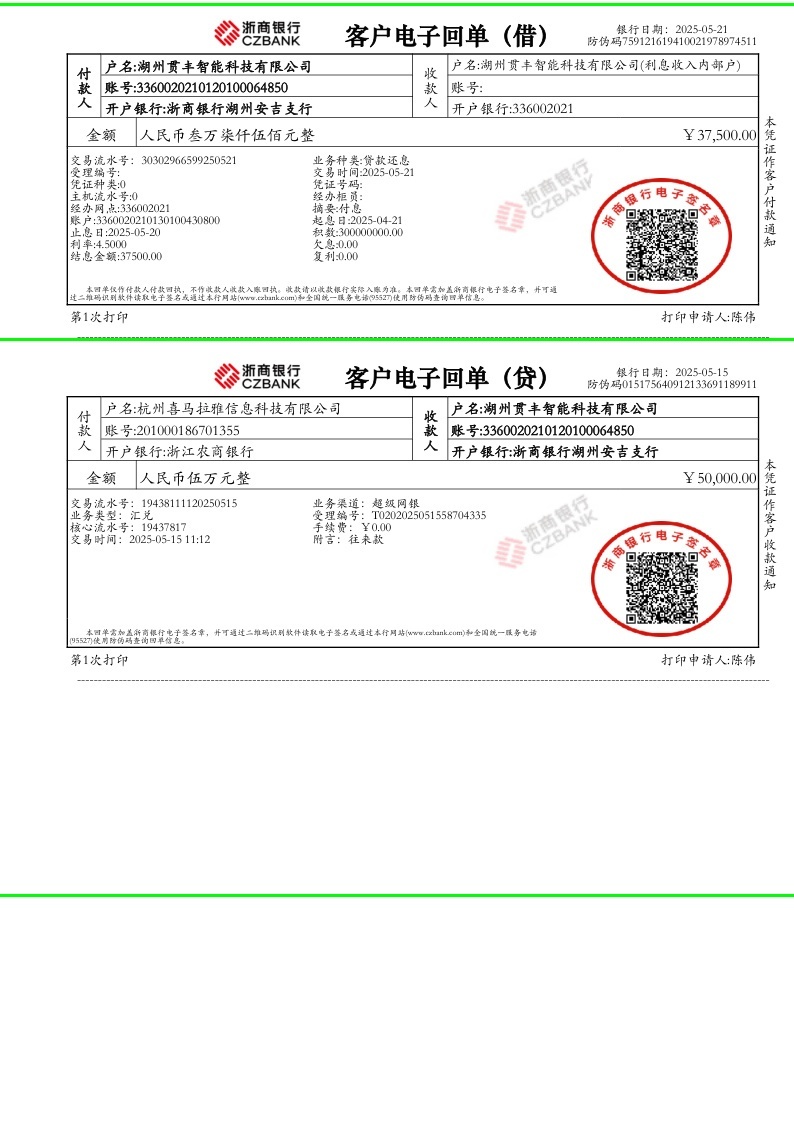 浙商银行
CZBANK
客户电子回单（借）
银行日期：2025-05-21
防伪码759121619410021978974511
付款人
户名:湖州贯丰智能科技有限公司
账号:3360020210120100064850
开户银行:浙商银行湖州安吉支行
收款人
户名:湖州贯丰智能科技有限公司(利息收入内部户)
账号:
开户银行:336002021
金额 人民币叁万柒仟伍佰元整 ￥37,500.00
交易流水号：30302966599250521 业务种类:贷款还息
受理编号: 交易时间:2025-05-21
凭证种类:0 凭证号码:
主机流水号:0 经办柜员:
经办网点:336002021 摘要:付息
账户:3360020210130100430800 起息日:2025-04-21
止息日:2025-05-20 积数:300000000.00
利率:4.5000 欠息:0.00
结息金额:37500.00 复利:0.00
浙商银行
CZBANK
浙商银行电子签名章
本凭证作客户付款通知
本回单仅作付款人付款回执，不作收款人收款入账回执。收款请以收款银行实际入账为准。本回单需加盖浙商银行电子签名章，并可通
过二维码识别软件读取电子签名或通过本行网站(www.czbank.com)和全国统一服务电话(95527)使用防伪码查询回单信息。
第1次打印 打印申请人:陈伟
浙商银行
CZBANK
客户电子回单（贷）
银行日期：2025-05-15
防伪码015175640912133691189911
付款人
户名:杭州喜马拉雅信息科技有限公司
账号:201000186701355
开户银行:浙江农商银行
收款人
户名:湖州贯丰智能科技有限公司
账号:3360020210120100064850
开户银行:浙商银行湖州安吉支行
金额 人民币伍万元整 ￥50,000.00
交易流水号：19438111120250515 业务渠道：超级网银
业务类型：汇兑 受理编号：T0202025051558704335
核心流水号：19437817 手续费：￥0.00
交易时间：2025-05-15 11:12 附言：往来款
浙商银行
CZBANK
浙商银行电子签名章
本凭证作客户收款通知
本回单需加盖浙商银行电子签名章，并可通过二维码识别软件读取电子签名或通过本行网站(www.czbank.com)和全国统一服务电话
(95527)使用防伪码查询回单信息。
第1次打印 打印申请人:陈伟